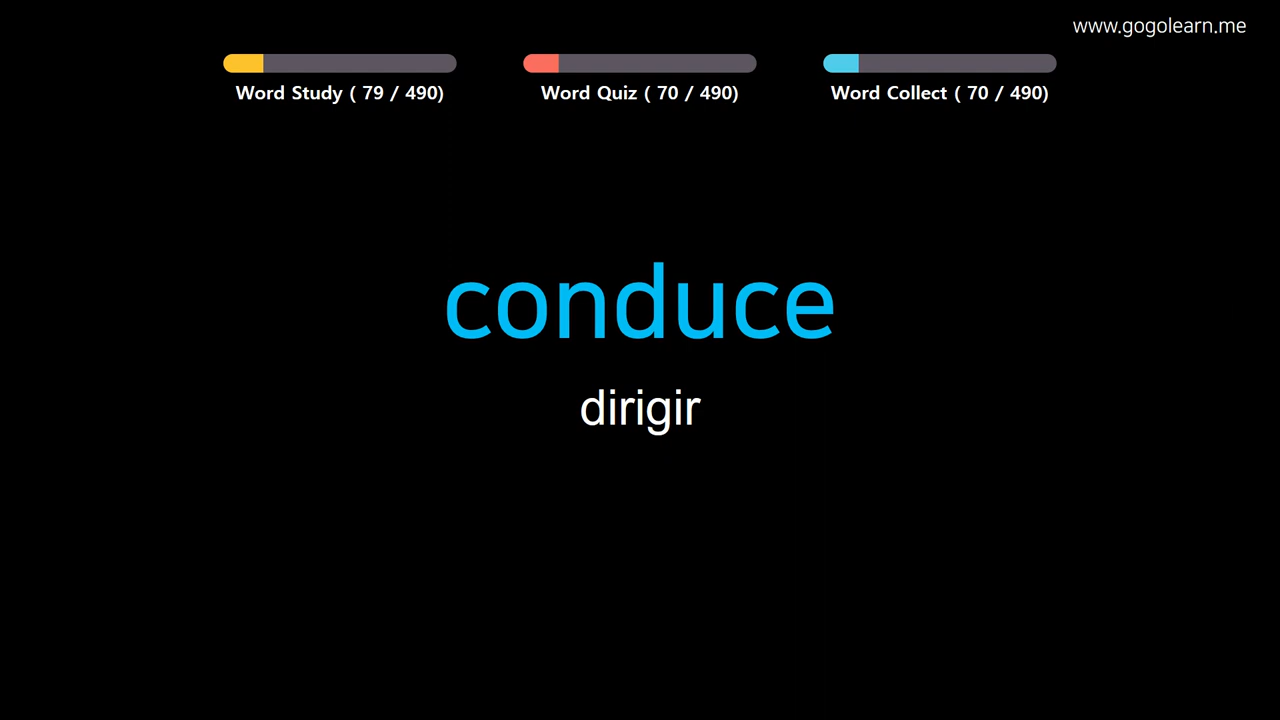 www.gogolearn.me
Word Study ( 79 / 490)
Word Quiz ( 70 / 490)
Word Collect ( 70 / 490)
conduce
dirigir